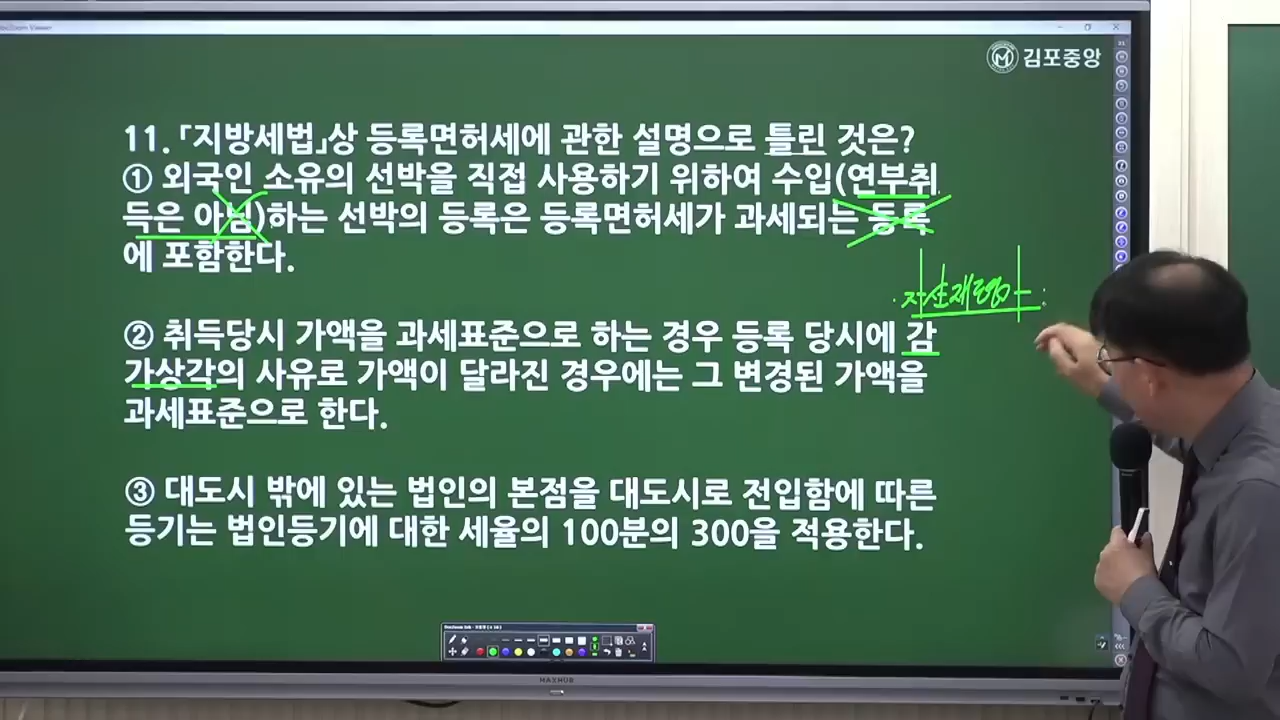 김포중앙
11. 「지방세법」상 등록면허세에 관한 설명으로 틀린 것은?
① 외국인 소유의 선박을 직접 사용하기 위하여 수입(연부취
득은 아님)하는 선박의 등록은 등록면허세가 과세되는 등록
에 포함한다.
② 취득당시 가액을 과세표준으로 하는 경우 등록 당시에 감
가상각의 사유로 가액이 달라진 경우에는 그 변경된 가액을
과세표준으로 한다.
③ 대도시 밖에 있는 법인의 본점을 대도시로 전입함에 따른
등기는 법인등기에 대한 세율의 100분의 300을 적용한다.
MAXHUB